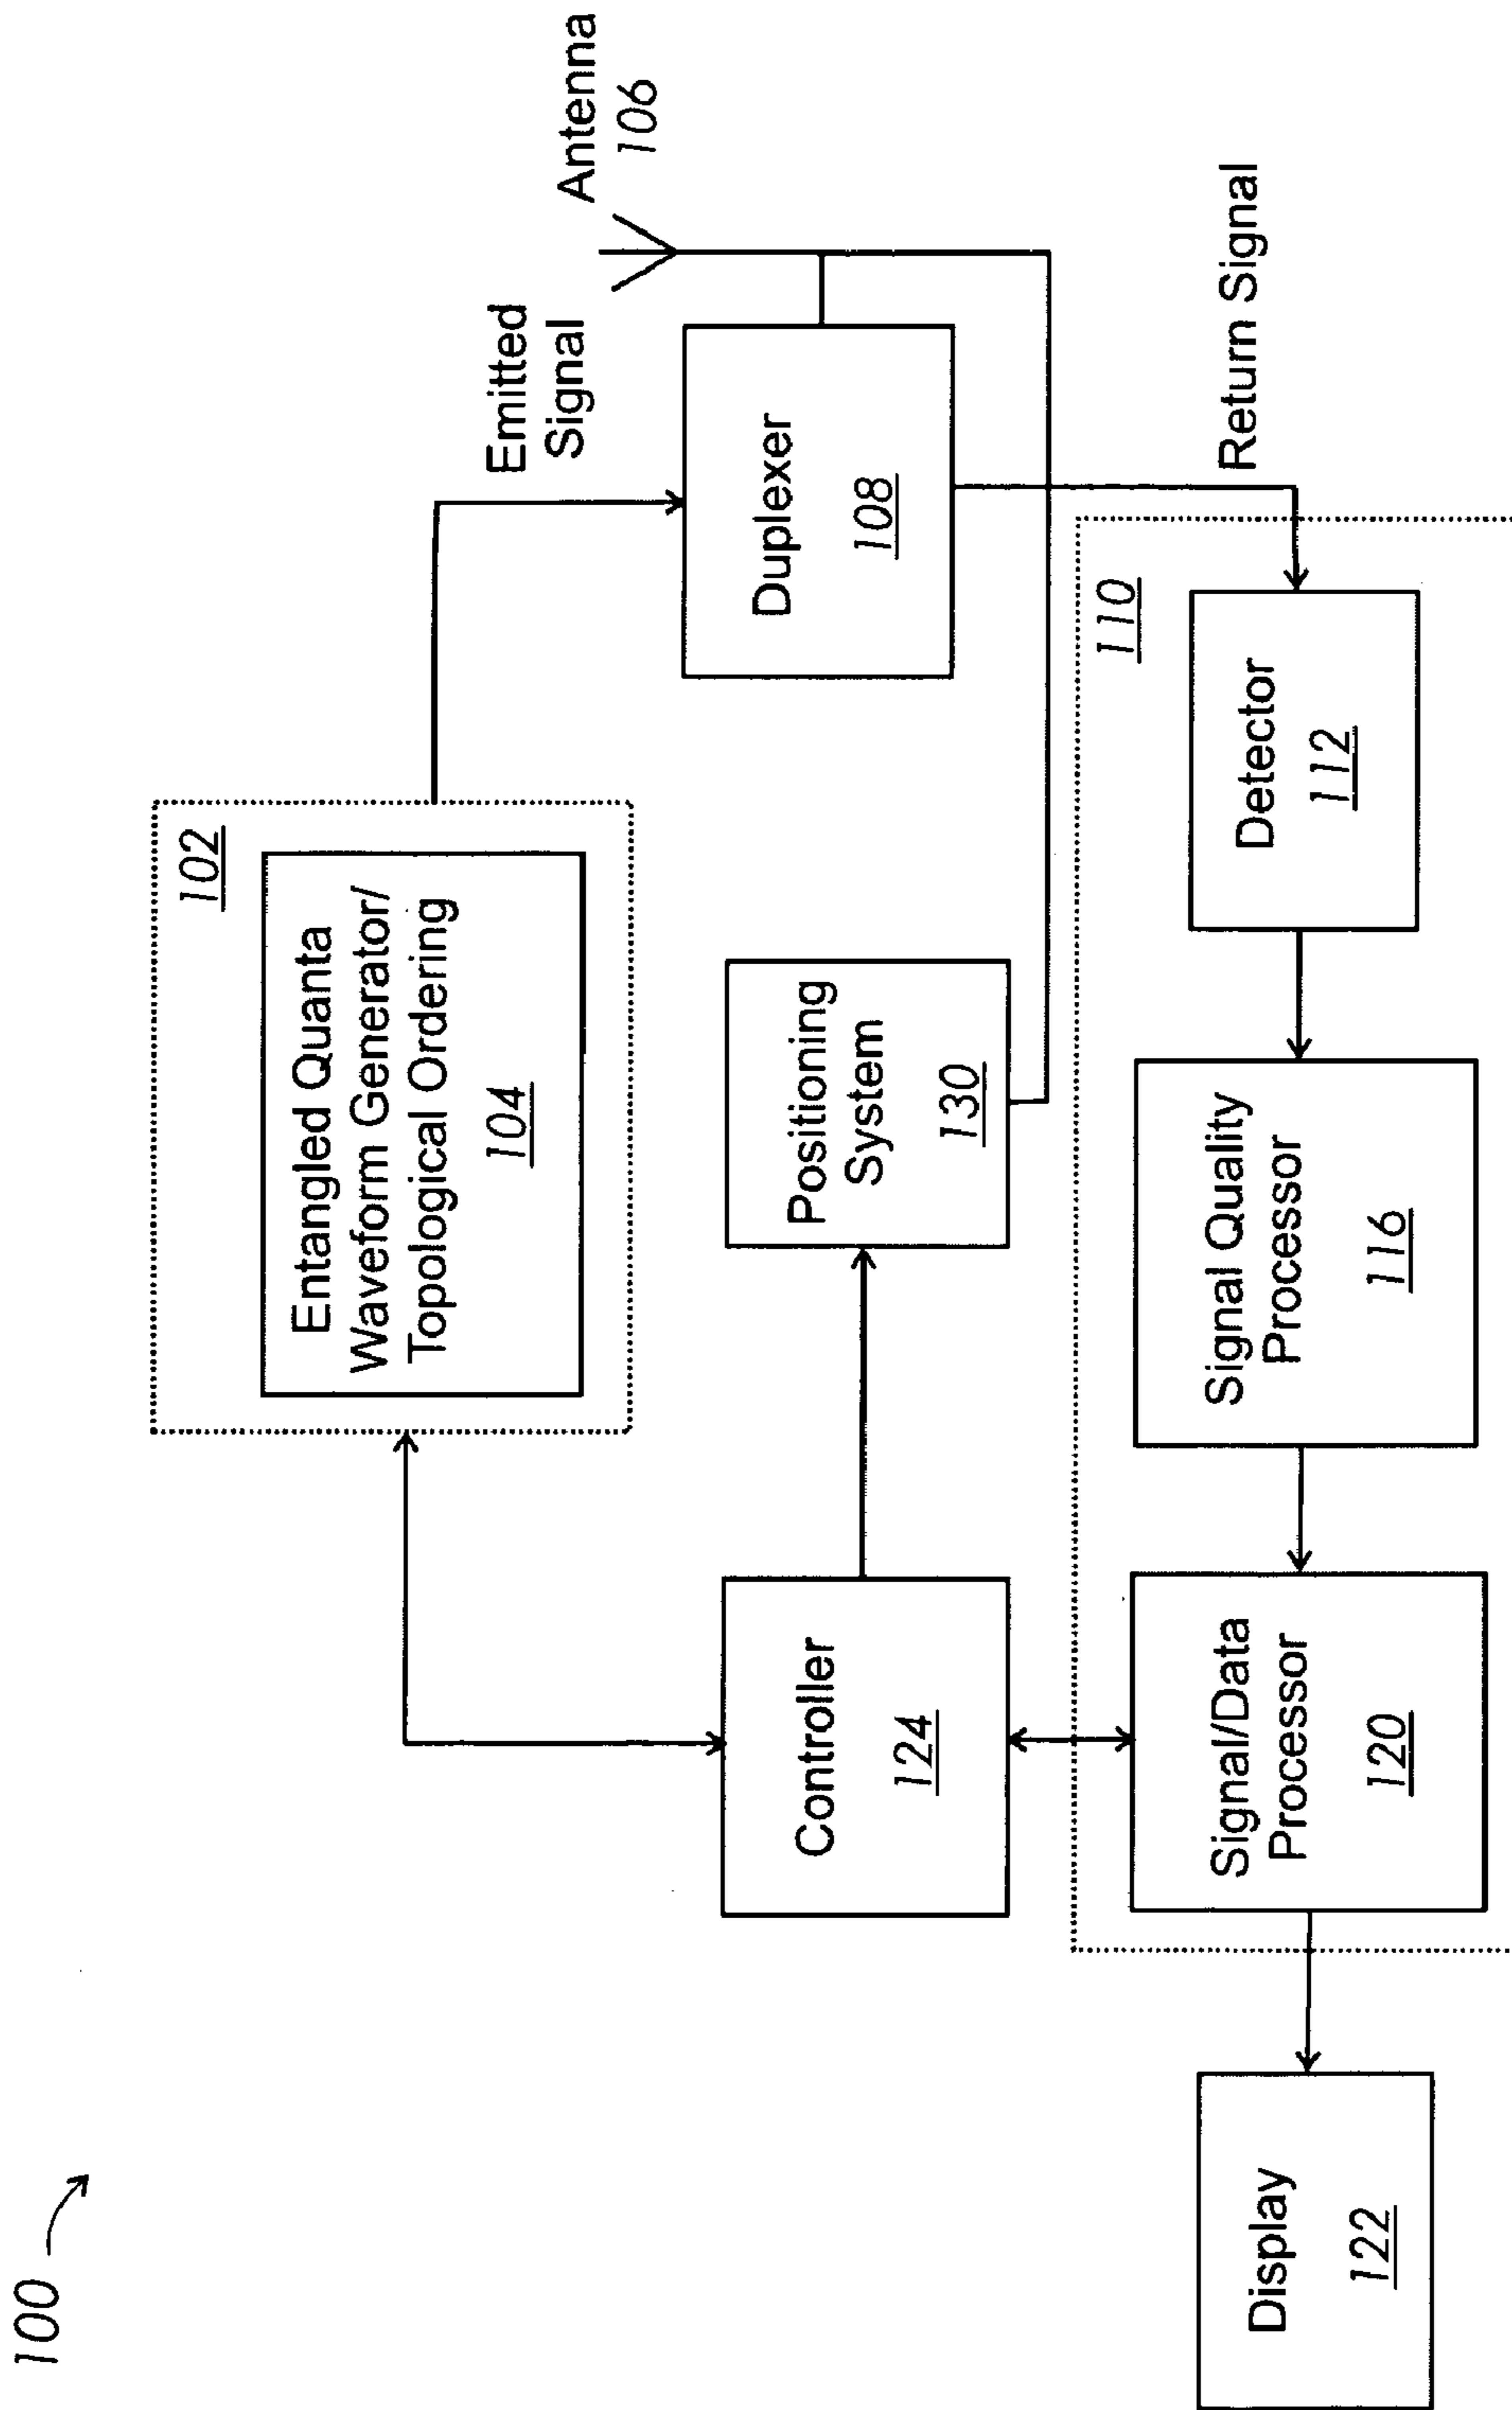 100
102
Entangled Quanta
Waveform Generator/
Topological Ordering
104
Emitted
Signal
Antenna
106
Controller
124
Positioning
System
130
Duplexer
108
Return Signal
110
Display
122
Signal/Data
Processor
120
Signal Quality
Processor
116
Detector
112